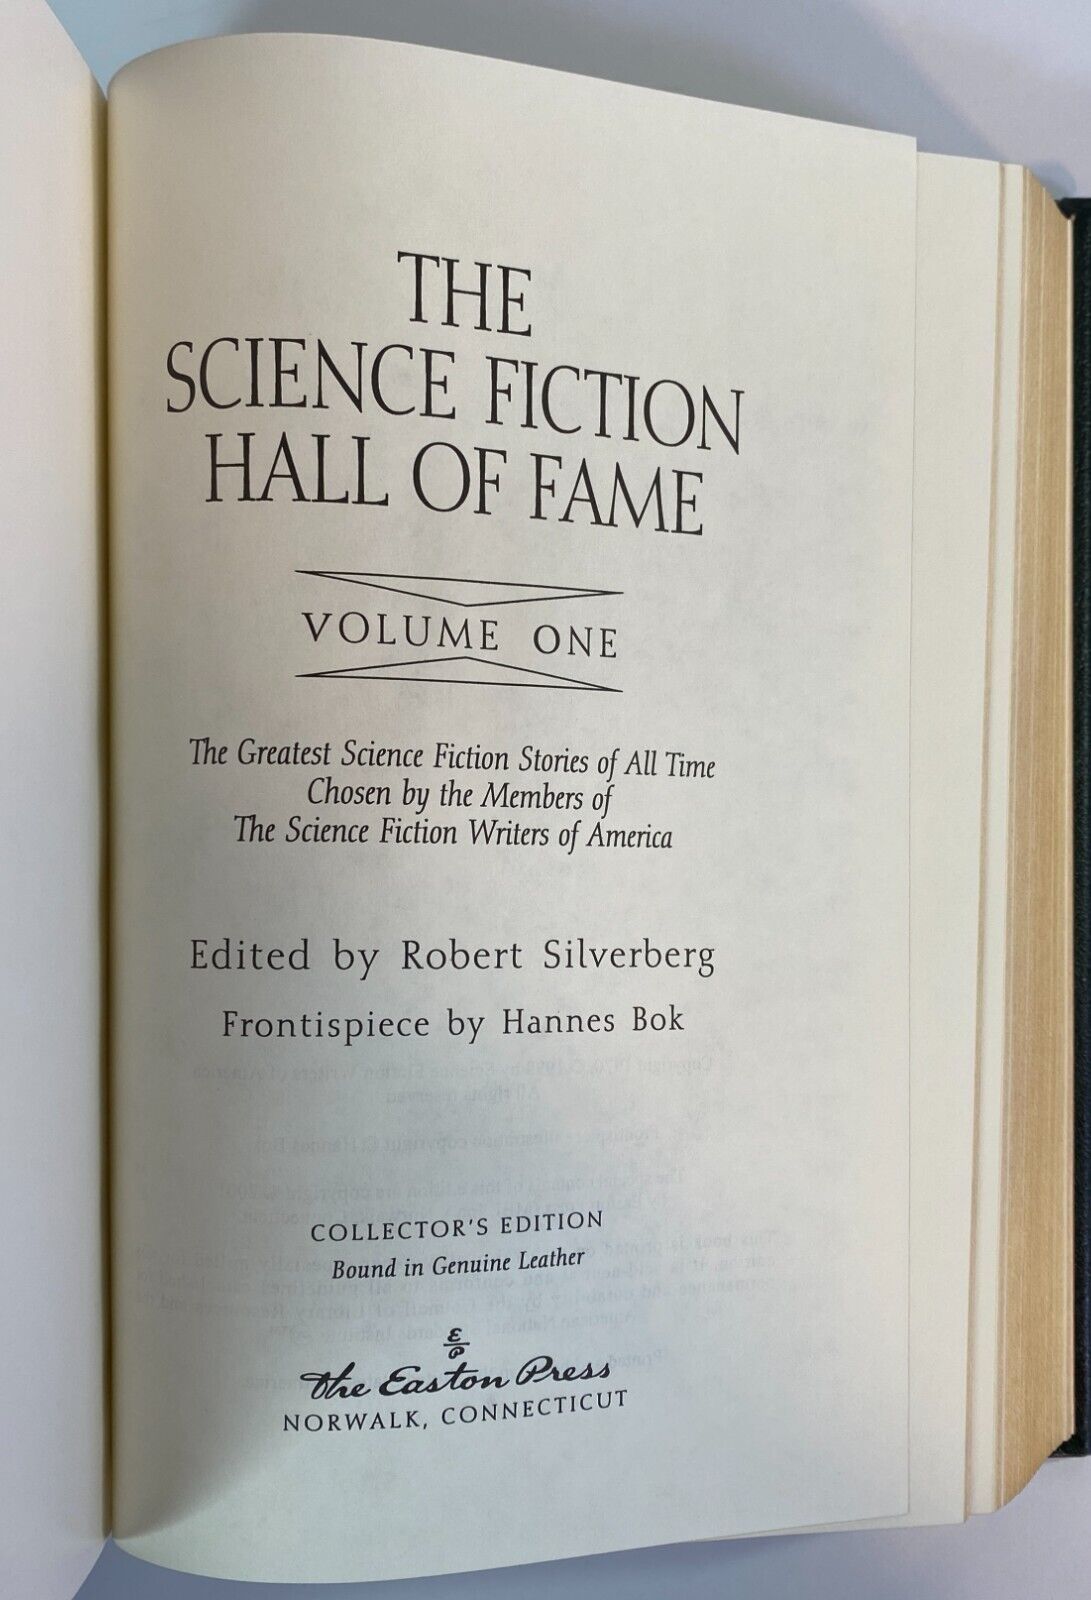 THE
SCIENCE FICTION
HALL OF FAME
VOLUME ONE
The Greatest Science Fiction Stories of All Time
Chosen by the Members of
The Science Fiction Writers of America
Edited by Robert Silverberg
Frontispiece by Hannes Bok
COLLECTOR'S EDITION
Bound in Genuine Leather
The Easton Press
NORWALK, CONNECTICUT